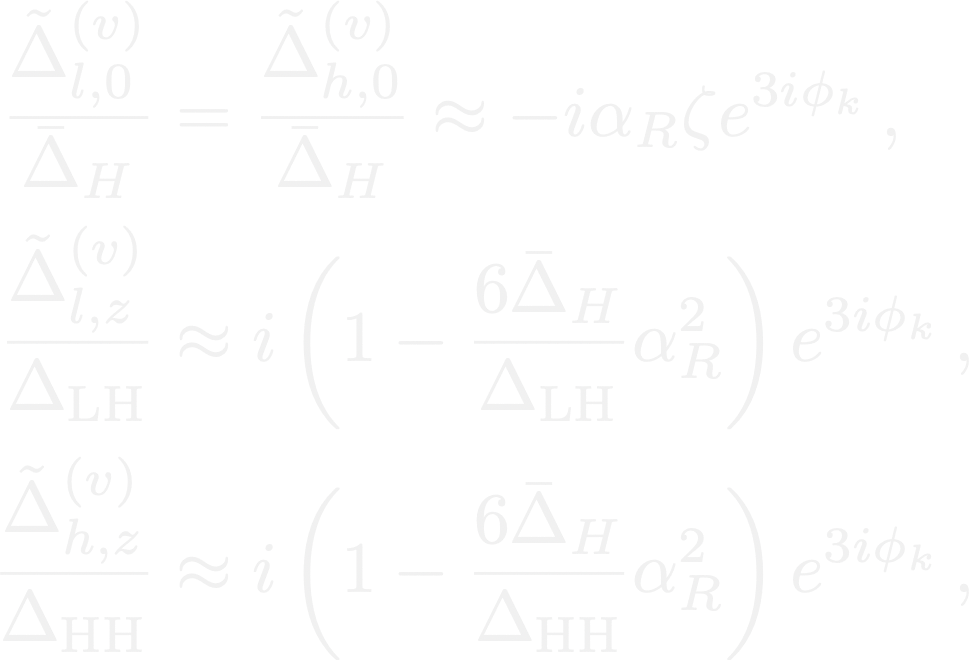 \frac{\tilde{\Delta}_{l,0}^{(v)}}{\bar{\Delta}_H} = \frac{\tilde{\Delta}_{h,0}^{(v)}}{\bar{\Delta}_H} \approx -i\alpha_R \zeta e^{3i\phi_k} ,
\frac{\tilde{\Delta}_{l,z}^{(v)}}{\Delta_{\mathrm{LH}}} \approx i \left( 1 - \frac{6\bar{\Delta}_H}{\Delta_{\mathrm{LH}}} \alpha_R^2 \right) e^{3i\phi_k} ,
\frac{\tilde{\Delta}_{h,z}^{(v)}}{\Delta_{\mathrm{HH}}} \approx i \left( 1 - \frac{6\bar{\Delta}_H}{\Delta_{\mathrm{HH}}} \alpha_R^2 \right) e^{3i\phi_k} ,